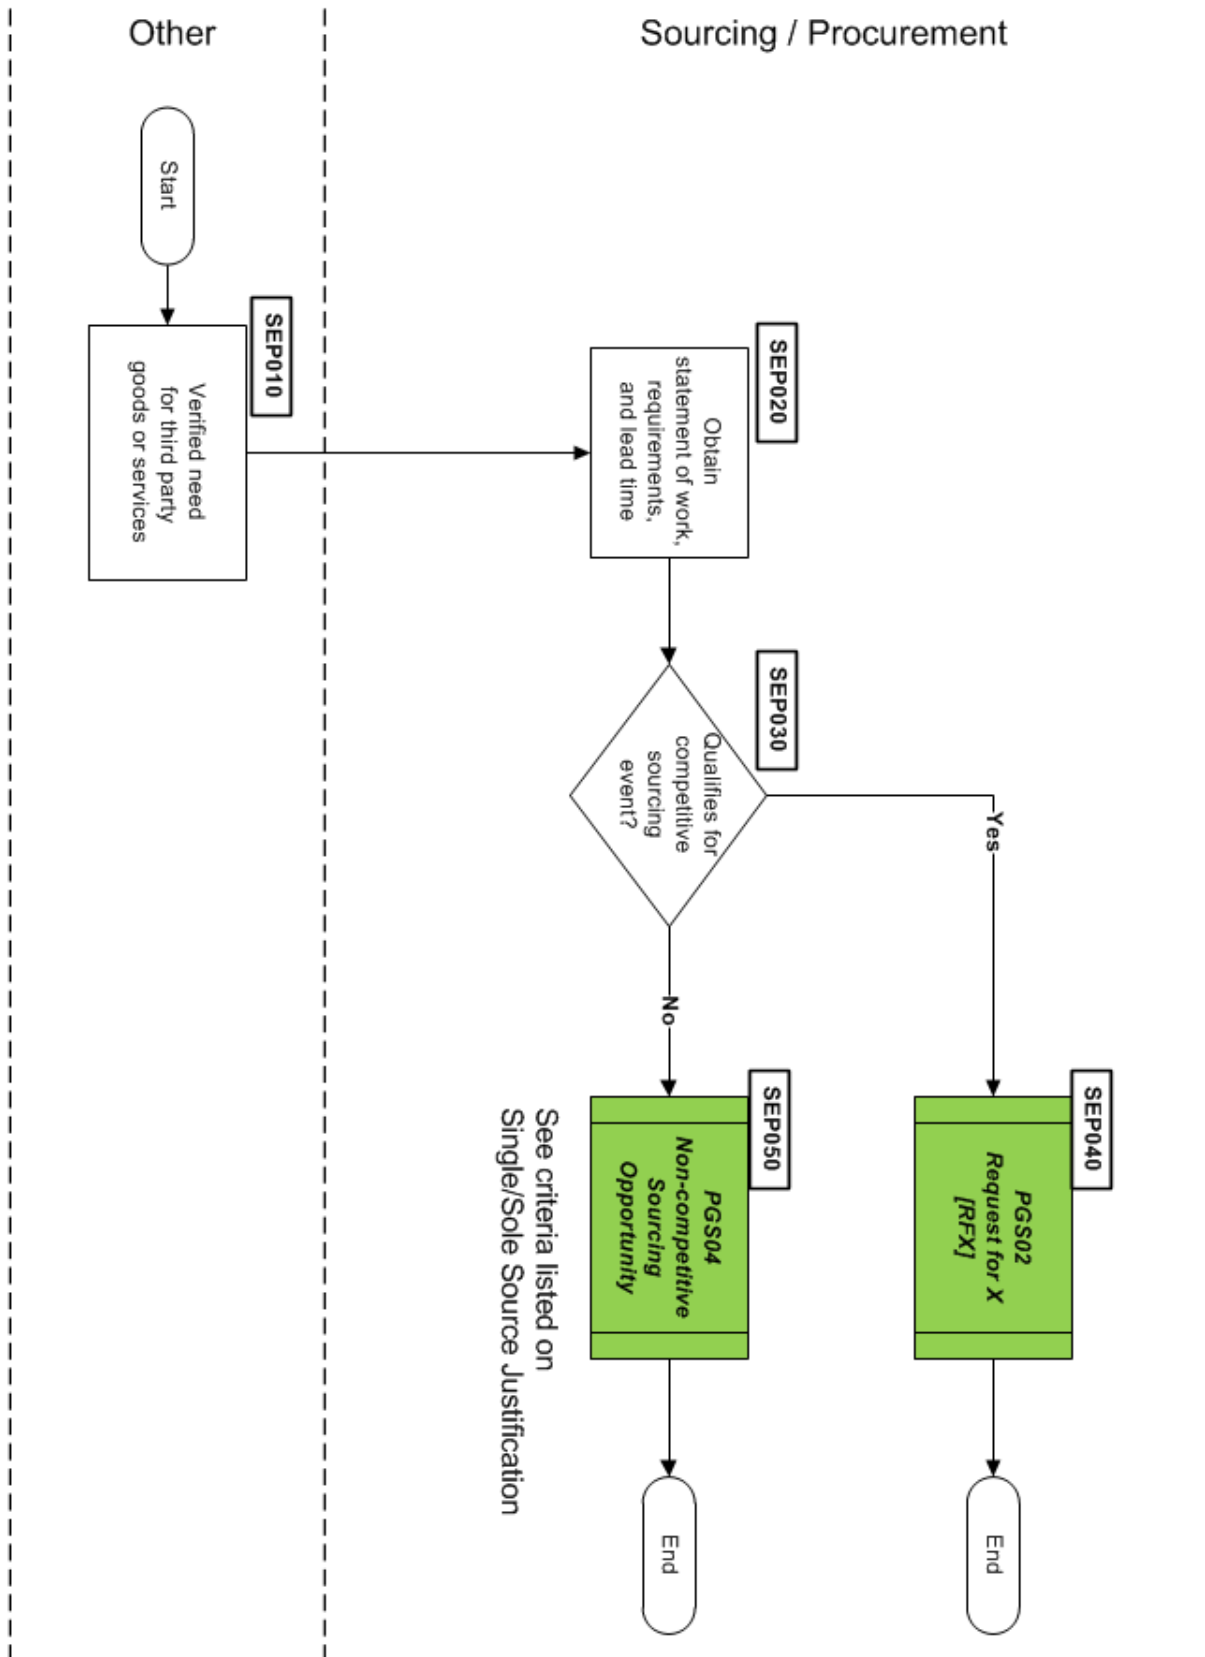 Other
Sourcing / Procurement
Start
SEP010
Verified need
for third party
goods or services
SEP020
Obtain
statement of work,
requirements,
and lead time
SEP030
Qualifies for
competitive
sourcing
event?
Yes
No
SEP040
PGS02
Request for X
[RFX]
SEP050
PGS04
Non-competitive
Sourcing
Opportunity
See criteria listed on
Single/Sole Source Justification
End
End